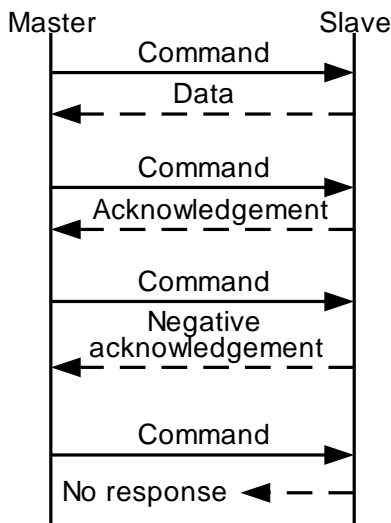 Master Slave
Command
Data
Command
Acknowledgement
Command
Negative
acknowledgement
Command
No response